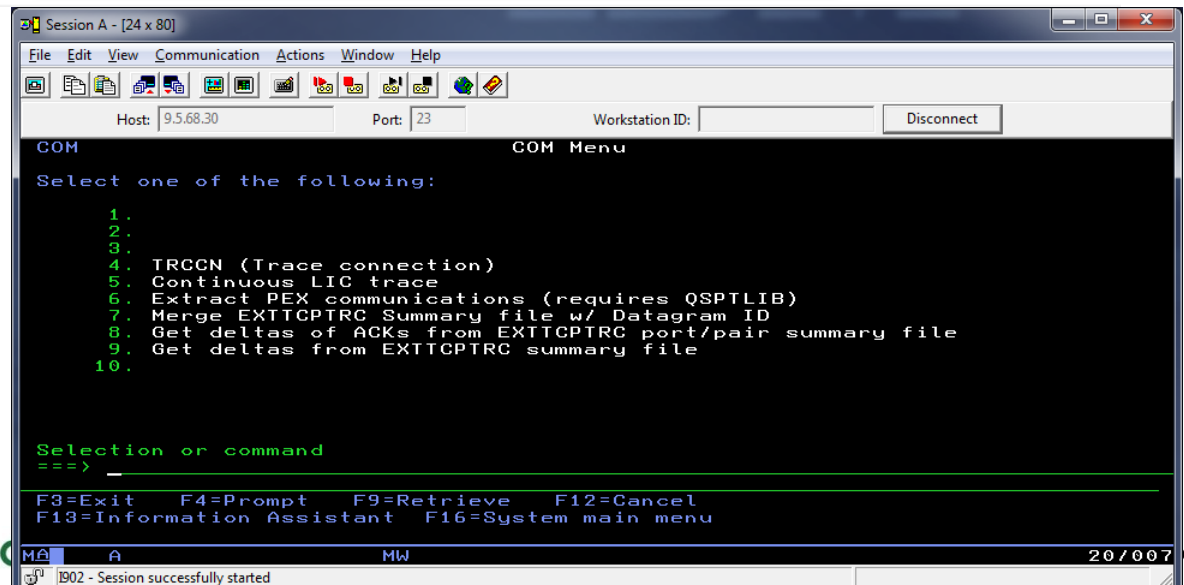 Session A - [24 x 80]
File Edit View Communication Actions Window Help
Host: 9.5.68.30 Port: 23 Workstation ID: Disconnect
COM COM Menu
Select one of the following:
1.
2.
3.
4. TRCCN (Trace connection)
5. Continuous LIC trace
6. Extract PEX communications (requires QSPTLIB)
7. Merge EXTTCPTRC Summary file w/ Datagram ID
8. Get deltas of ACKs from EXTTCPTRC port/pair summary file
9. Get deltas from EXTTCPTRC summary file
10.
Selection or command
===>
F3=Exit F4=Prompt F9=Retrieve F12=Cancel
F13=Information Assistant F16=System main menu
MA A MW 20/007
I902 - Session successfully started